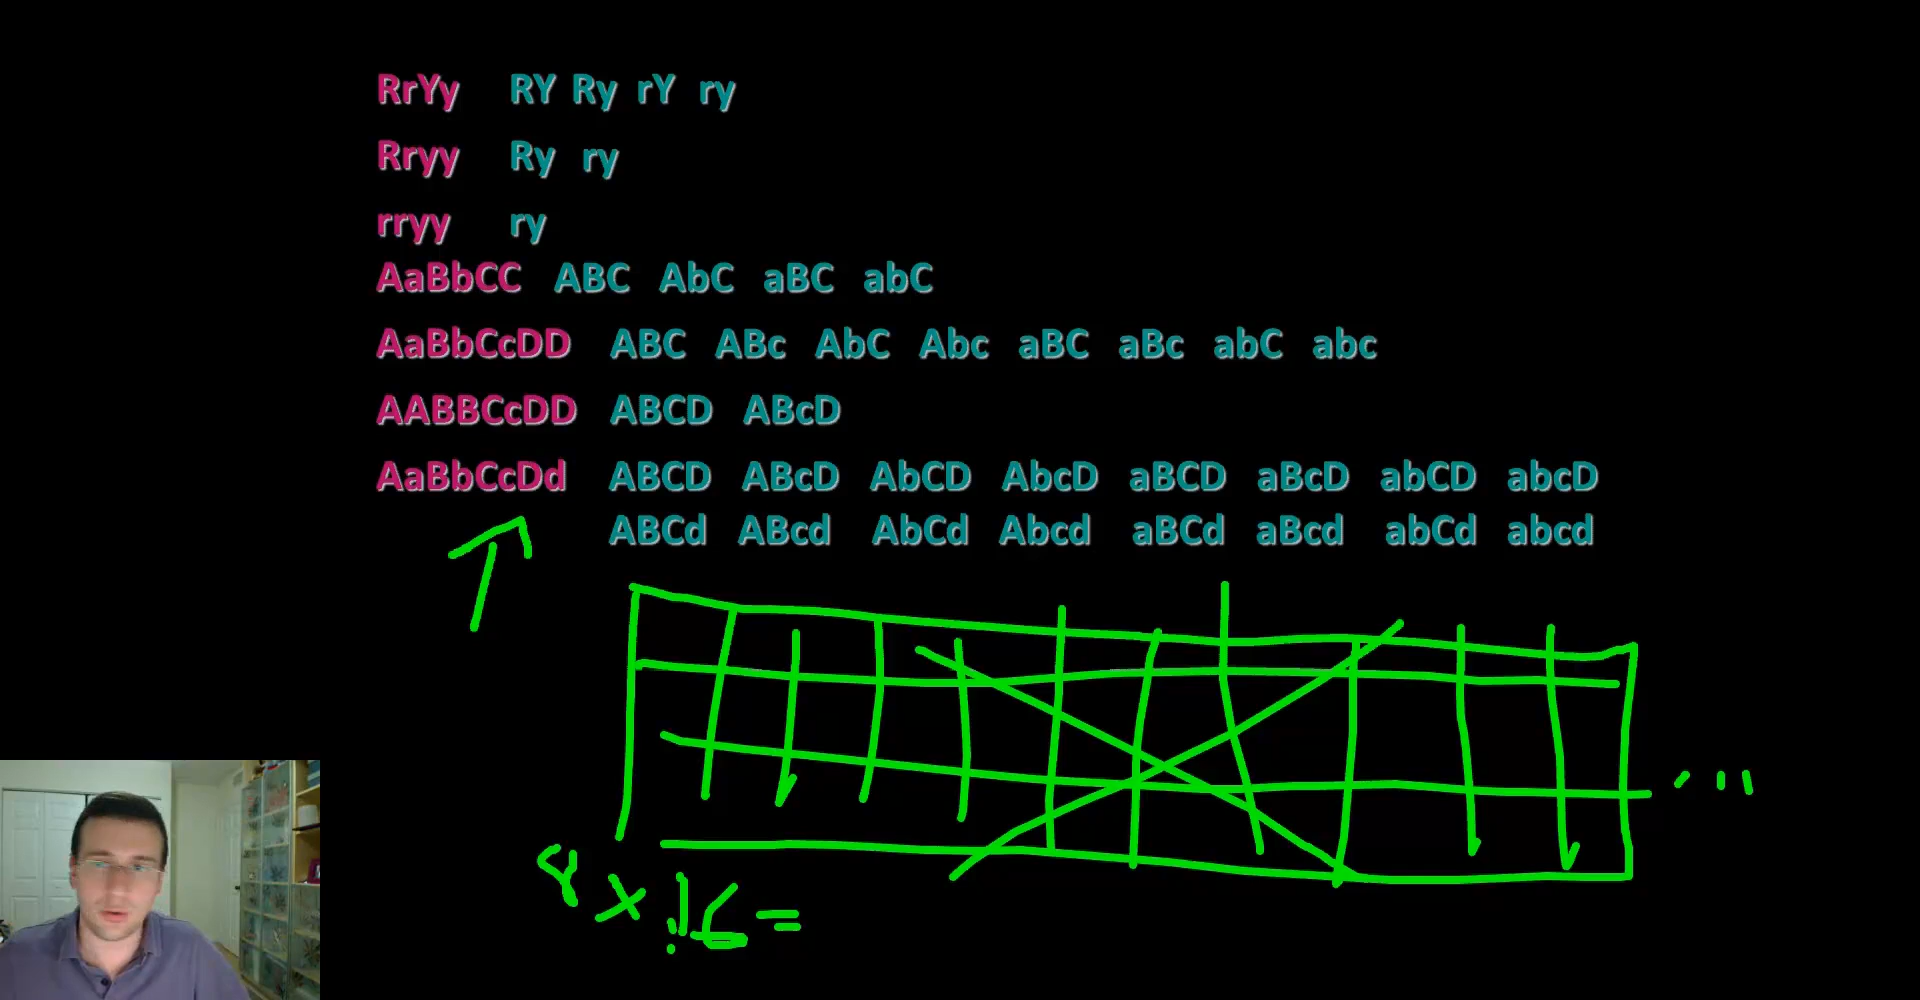 RrYy RY Ry rY ry
Rryy Ry ry
rryy ry
AaBbCC ABC AbC aBC abC
AaBbCcDD ABC ABc AbC Abc aBC aBc abC abc
AABBCcDD ABCD ABcD
AaBbCcDd ABCD ABcD AbCD AbcD aBCD aBcD abCD abcD
ABCd ABcd AbCd Abcd aBCd aBcd abCd abcd
x 16 =